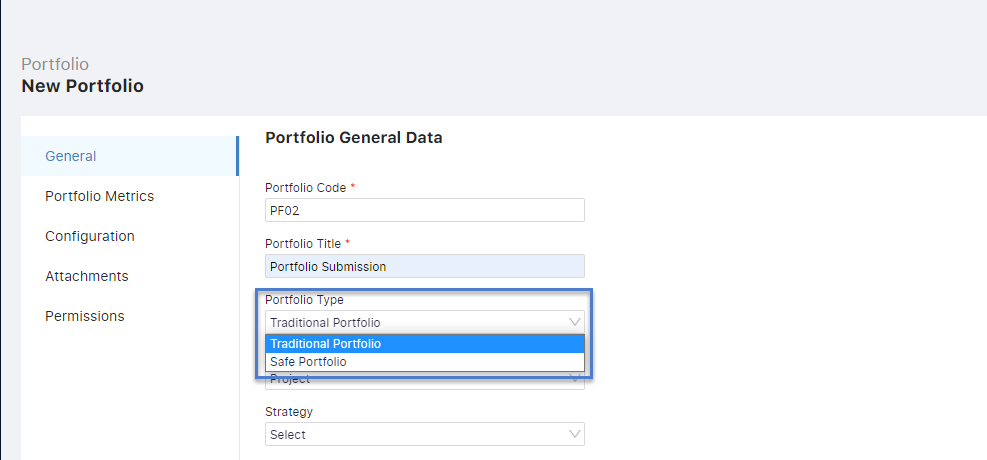 Portfolio
New Portfolio
General
Portfolio Metrics
Configuration
Attachments
Permissions
Portfolio General Data
Portfolio Code *
PF02
Portfolio Title *
Portfolio Submission
Portfolio Type
Traditional Portfolio
Traditional Portfolio
Safe Portfolio
Project
Strategy
Select